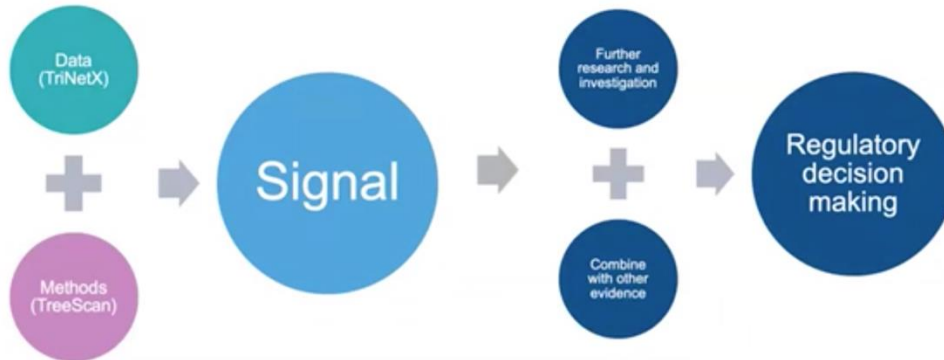 Data
(TriNetX)
Methods
(TreeScan)
Signal
Further
research and
investigation
Combine
with other
evidence
Regulatory
decision
making